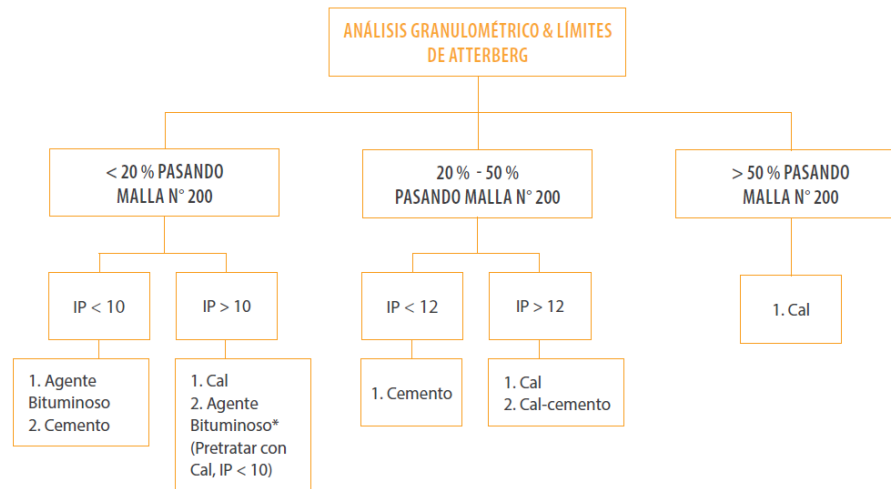 ANÁLISIS GRANULOMÉTRICO & LÍMITES
DE ATTERBERG
< 20 % PASANDO
MALLA N° 200
20 % - 50 %
PASANDO MALLA N° 200
> 50 % PASANDO
MALLA N° 200
IP < 10
IP > 10
IP < 12
IP > 12
1. Cal
1. Agente
Bituminoso
2. Cemento
1. Cal
2. Agente
Bituminoso*
(Pretratar con
Cal, IP < 10)
1. Cemento
1. Cal
2. Cal-cemento